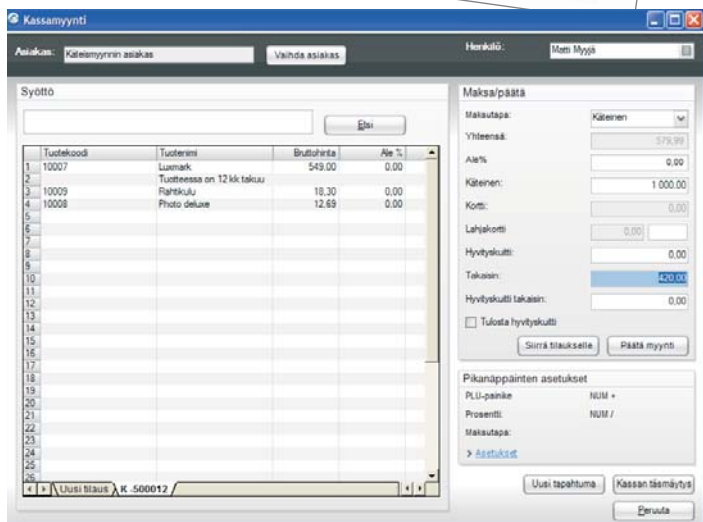 Kassamyynti
Asiakas: Käteismyynnin asiakas Vaihda asiakas Henkilö: Matti Myyjä
Syöttö
Etsi
Tuotekoodi Tuotenimi Bruttohinta Ale %
1 10007 Luxmark 549.00 0,00
2 Tuotteessa on 12 kk takuu
3 10009 Rahtikulu 18,30 0,00
4 10008 Photo deluxe 12.69 0.00
5
6
7
8
9
10
11
12
13
14
15
16
17
18
19
20
21
22
23
24
25
26
Uusi tilaus K -500012
Maksa/päätä
Maksutapa: Käteinen
Yhteensä: 579,99
Ale% 0,00
Käteinen: 1 000.00
Kortti: 0,00
Lahjakortti 0,00
Hyvityskuitti: 0,00
Takaisin: 420,00
Hyvityskuitti takaisin: 0,00
Tulosta hyvityskuitti
Siirrä tilaukselle Päätä myynti
Pikanäppäinten asetukset
PLU-painike NUM +
Prosentti: NUM /
Maksutapa:
> Asetukset
Uusi tapahtuma Kassan täsmäytys
Peruuta